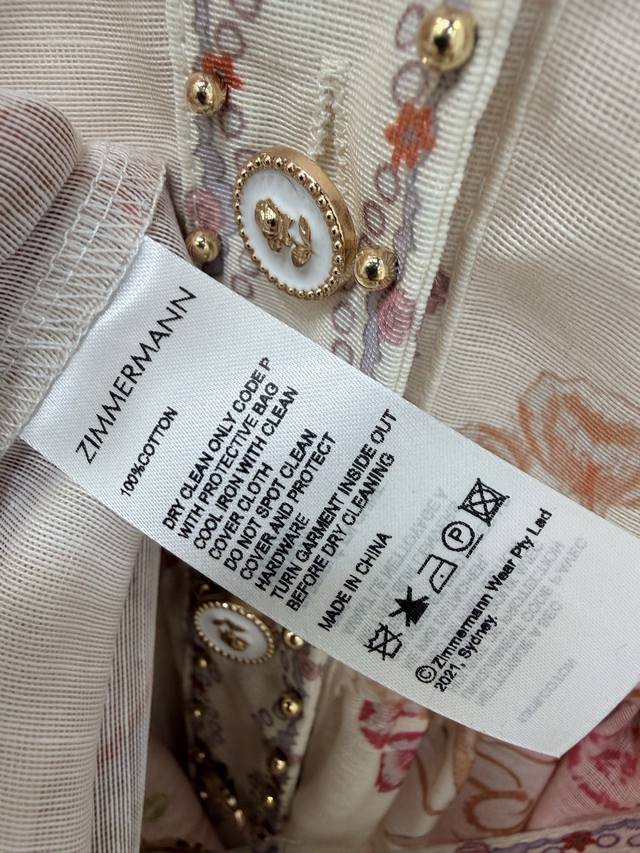 ZIMMERMANN
100%COTTON
DRY CLEAN ONLY CODE P
WITH PROTECTIVE BAG
COOL IRON WITH CLEAN
COVER CLOTH
DO NOT SPOT CLEAN
COVER AND PROTECT
HARDWARE
TURN GARMENT INSIDE OUT
BEFORE DRY CLEANING
MADE IN CHINA
P
©Zimmermann Wear Pty Lad
2021, Sydney.